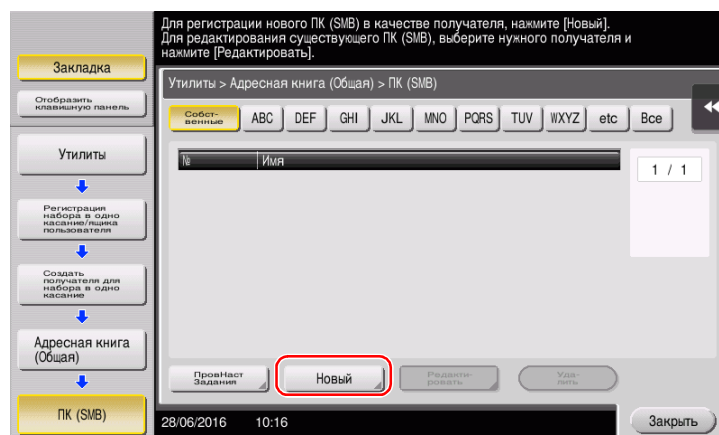 Для регистрации нового ПК (SMB) в качестве получателя, нажмите [Новый].
Для редактирования существующего ПК (SMB), выберите нужного получателя и
нажмите [Редактировать].
Закладка
Отобразить
клавишную панель
Утилиты
Регистрация
набора в одно
касание/ящика
пользователя
Создать
получателя для
набора в одно
касание
Адресная книга
(Общая)
ПК (SMB)
Утилиты > Адресная книга (Общая) > ПК (SMB)
Собст-
венные
ABC
DEF
GHI
JKL
MNO
PQRS
TUV
WXYZ
etc
Все
№
Имя
1 / 1
ПровНаст
Задания
Новый
Редакти-
ровать
Уда-
лить
28/06/2016
10:16
Закрыть